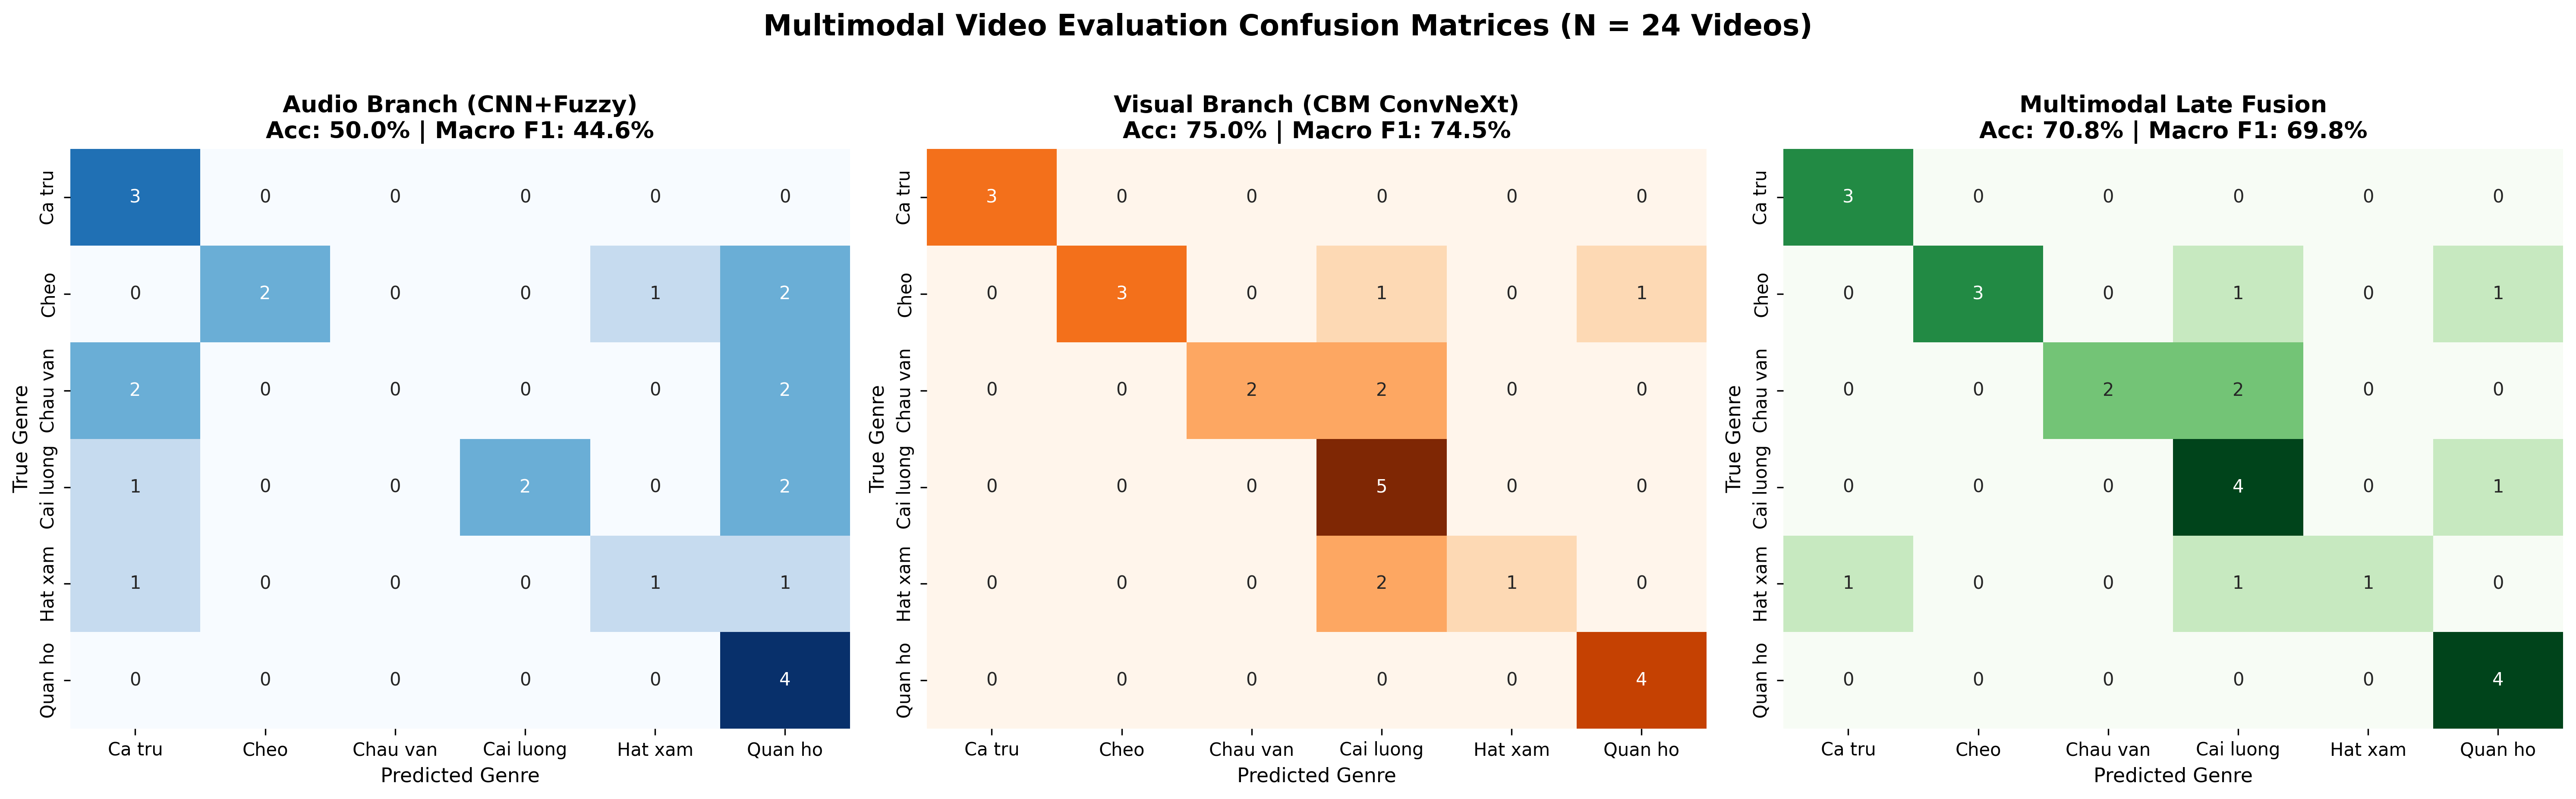 Multimodal Video Evaluation Confusion Matrices (N = 24 Videos)
Audio Branch (CNN+Fuzzy)
Acc: 50.0% | Macro F1: 44.6%
True Genre
Ca tru 3 0 0 0 0 0
Cheo 0 2 0 0 1 2
Chau van 2 0 0 0 0 2
Cai luong 1 0 0 2 0 2
Hat xam 1 0 0 0 1 1
Quan ho 0 0 0 0 0 4
Ca tru Cheo Chau van Cai luong Hat xam Quan ho
Predicted Genre
Visual Branch (CBM ConvNeXt)
Acc: 75.0% | Macro F1: 74.5%
True Genre
Ca tru 3 0 0 0 0 0
Cheo 0 3 0 1 0 1
Chau van 0 0 2 2 0 0
Cai luong 0 0 0 5 0 0
Hat xam 0 0 0 2 1 0
Quan ho 0 0 0 0 0 4
Ca tru Cheo Chau van Cai luong Hat xam Quan ho
Predicted Genre
Multimodal Late Fusion
Acc: 70.8% | Macro F1: 69.8%
True Genre
Ca tru 3 0 0 0 0 0
Cheo 0 3 0 1 0 1
Chau van 0 0 2 2 0 0
Cai luong 0 0 0 4 0 1
Hat xam 1 0 0 1 1 0
Quan ho 0 0 0 0 0 4
Ca tru Cheo Chau van Cai luong Hat xam Quan ho
Predicted Genre